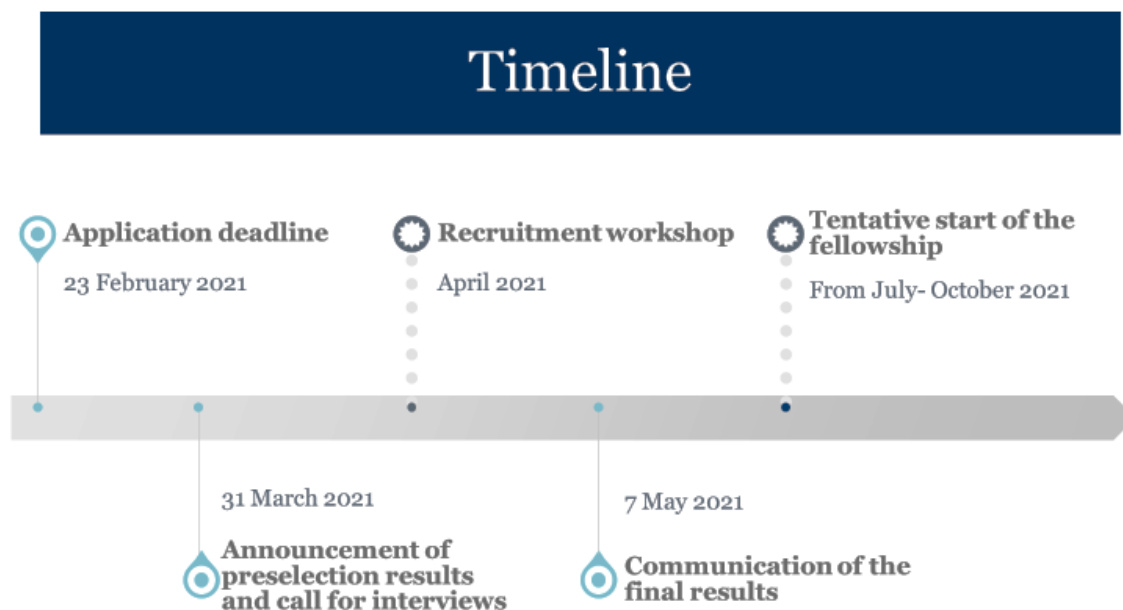 Timeline
Application deadline
23 February 2021
Recruitment workshop
April 2021
Tentative start of the
fellowship
From July- October 2021
31 March 2021
Announcement of
preselection results
and call for interviews
7 May 2021
Communication of the
final results